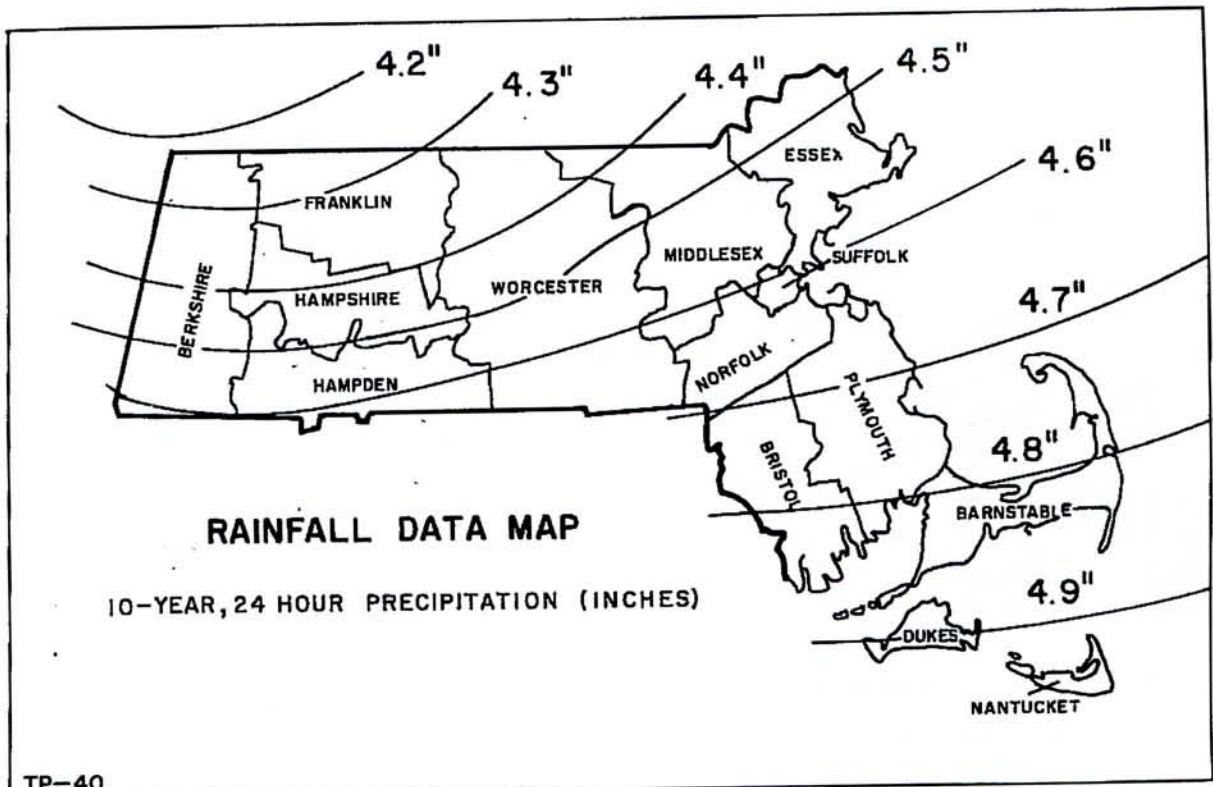 4.2"
4.3"
4.4"
4.5"
4.6"
4.7"
4.8"
4.9"
ESSEX
FRANKLIN
MIDDLESEX
SUFFOLK
WORCESTER
HAMPSHIRE
BERKSHIRE
HAMPDEN
NORFOLK
PLYMOUTH
BRISTOL
BARNSTABLE
DUKES
NANTUCKET
RAINFALL DATA MAP
10-YEAR, 24 HOUR PRECIPITATION (INCHES)
TP-40